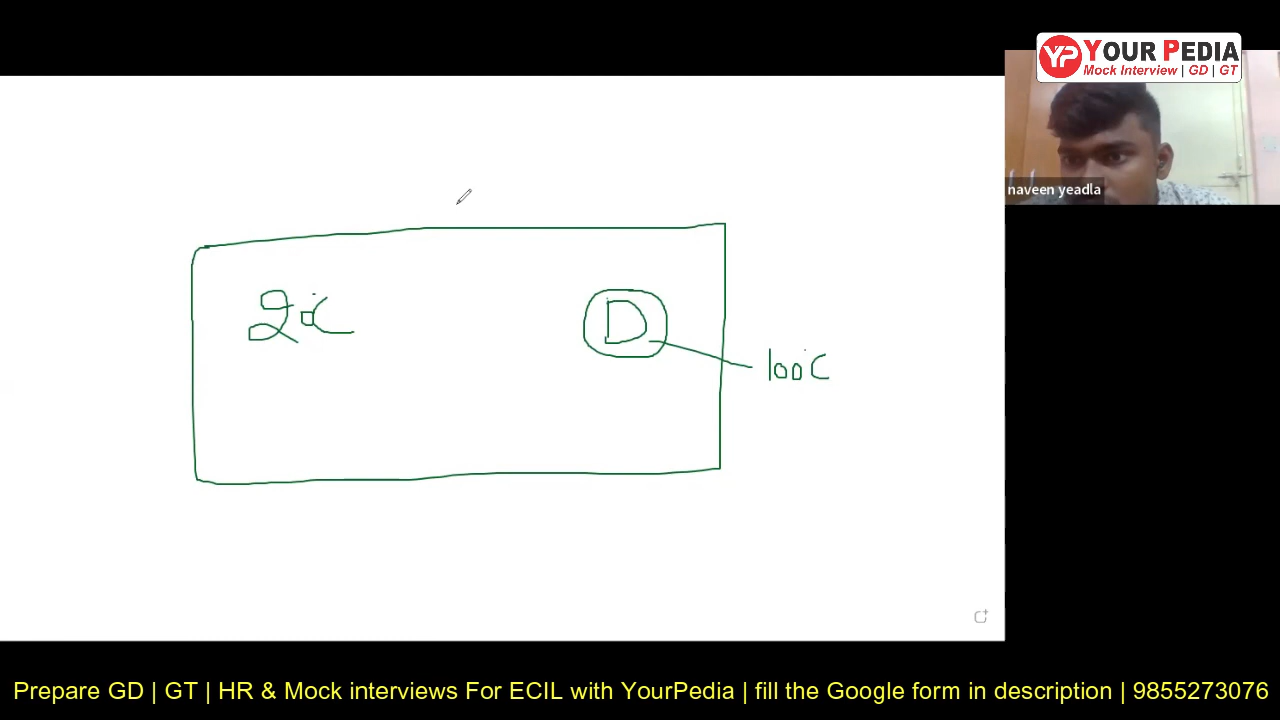 YP YOUR PEDIA
Mock Interview | GD | GT
naveen yeadla
D
100°C
Prepare GD | GT | HR & Mock interviews For ECIL with YourPedia | fill the Google form in description | 9855273076